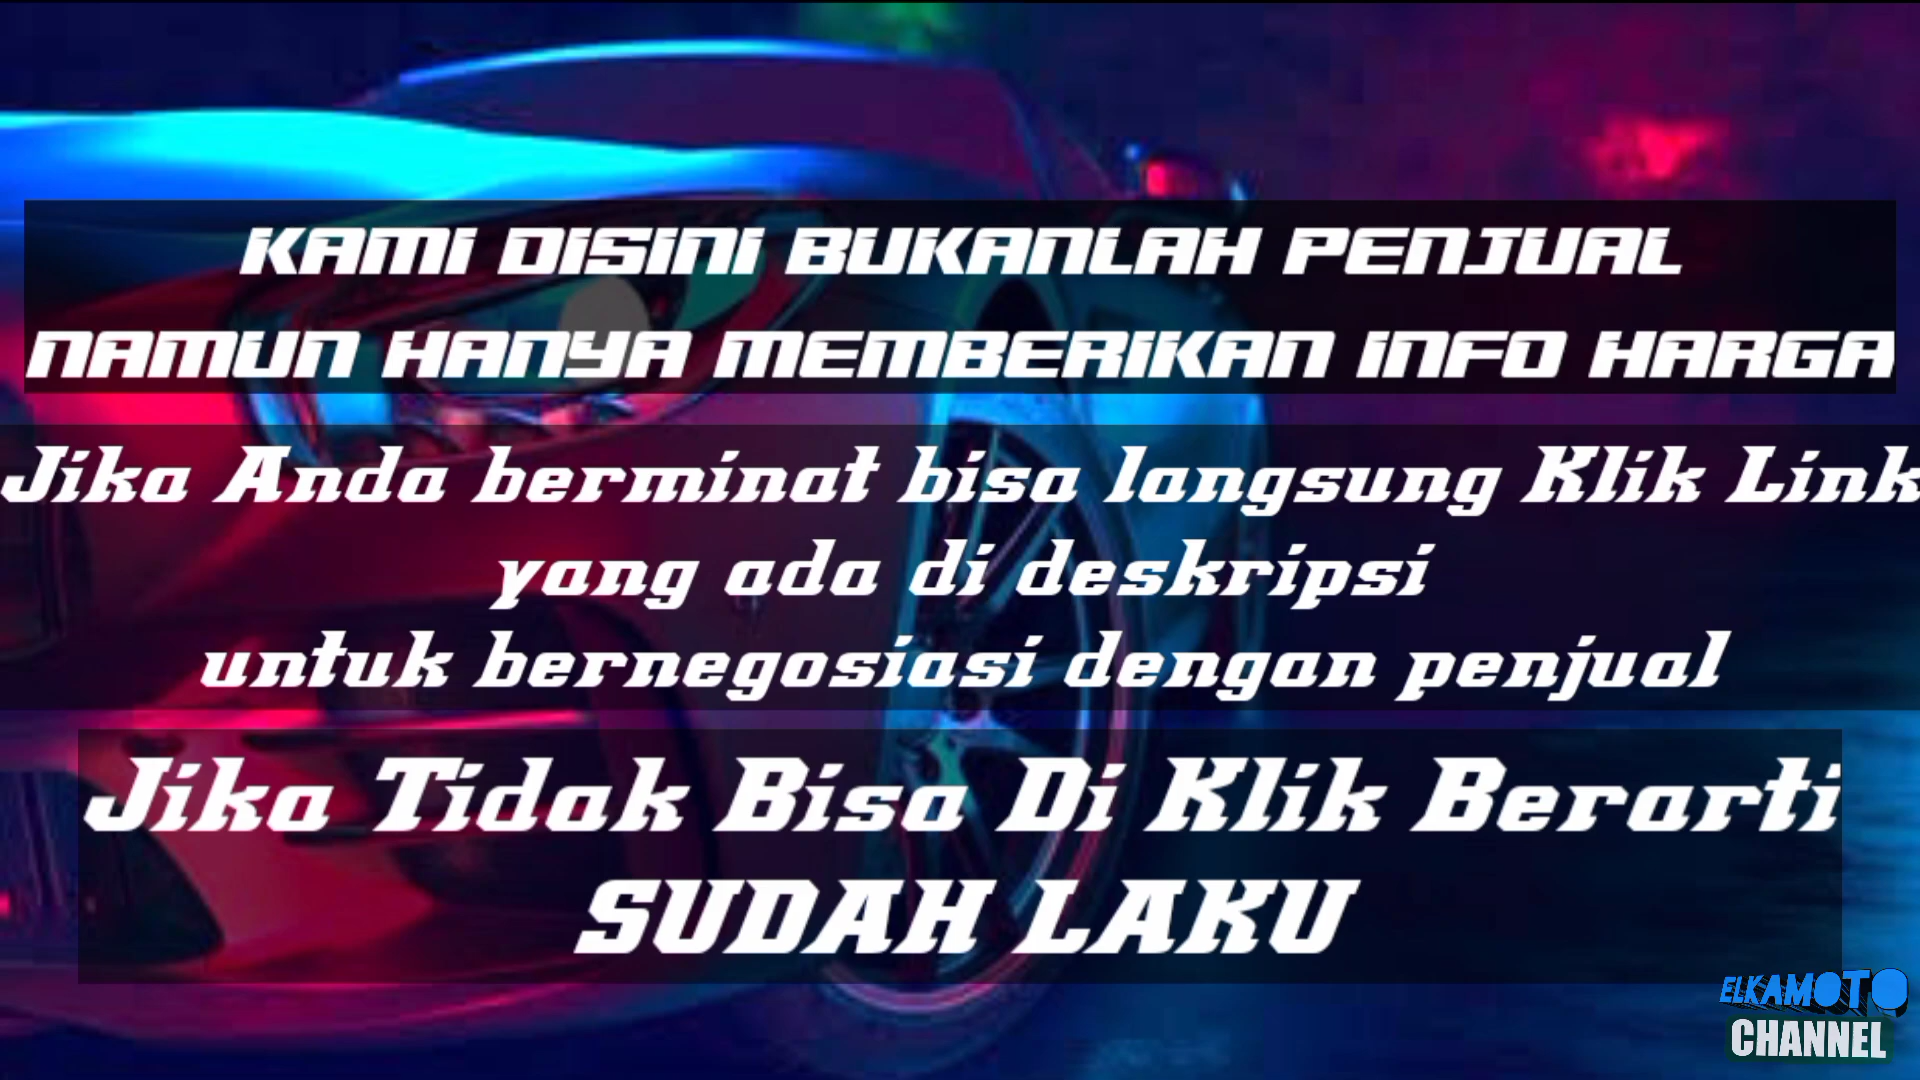 KAMI DISINI BUKANLAH PENJUAL
NAMUN HANYA MEMBERIKAN INFO HARGA
Jika Anda berminat bisa langsung Klik Link
yang ada di deskripsi
untuk bernegosiasi dengan penjual
Jika Tidak Bisa Di Klik Berarti
SUDAH LAKU
ELKAMOTO
CHANNEL